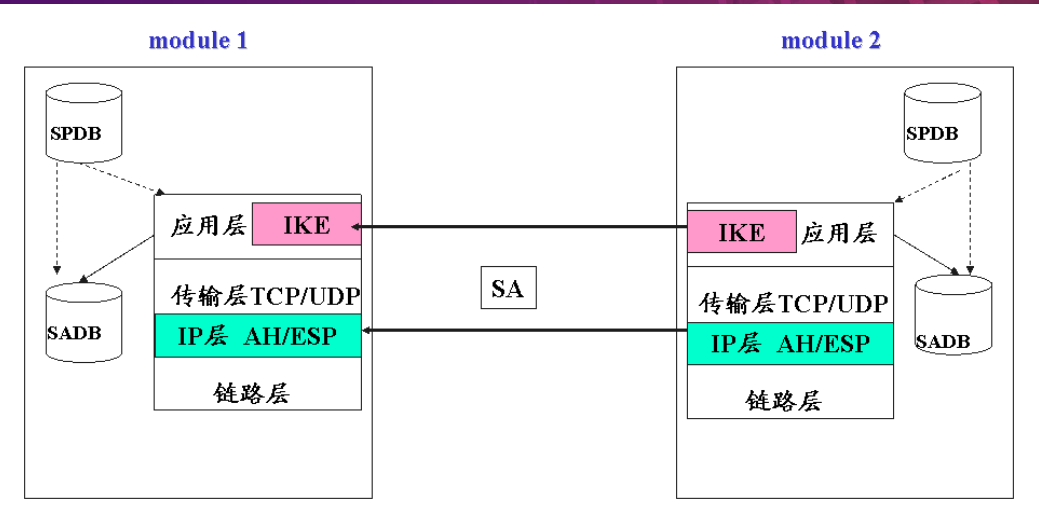 module 1
module 2
SPDB
SPDB
应用层 IKE
IKE 应用层
SA
传输层TCP/UDP
传输层TCP/UDP
SADB
SADB
IP层 AH/ESP
IP层 AH/ESP
链路层
链路层